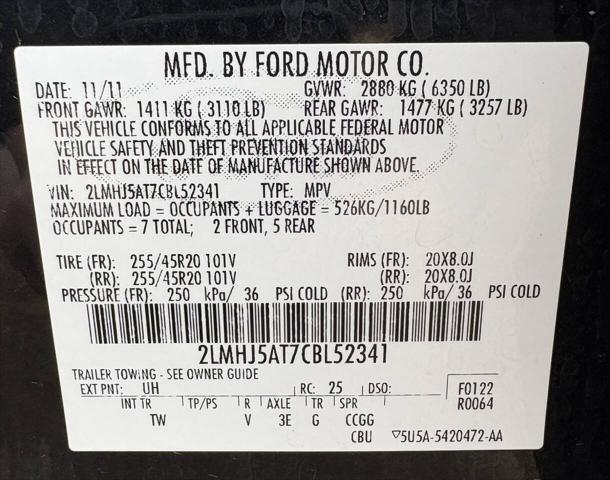 MFD. BY FORD MOTOR CO.
DATE: 11/11 GVWR: 2880 KG ( 6350 LB)
FRONT GAWR: 1411 KG ( 3110 LB) REAR GAWR: 1477 KG ( 3257 LB)
THIS VEHICLE CONFORMS TO ALL APPLICABLE FEDERAL MOTOR
VEHICLE SAFETY AND THEFT PREVENTION STANDARDS
IN EFFECT ON THE DATE OF MANUFACTURE SHOWN ABOVE.
VIN: 2LMHJ5AT7CBL52341 TYPE: MPV
MAXIMUM LOAD = OCCUPANTS + LUGGAGE = 526KG/1160LB
OCCUPANTS = 7 TOTAL: 2 FRONT, 5 REAR
TIRE (FR): 255/45R20 101V RIMS (FR): 20X8.0J
(RR): 255/45R20 101V (RR): 20X8.0J
PRESSURE (FR): 250 kPa/ 36 PSI COLD (RR): 250 kPa/ 36 PSI COLD
2LMHJ5AT7CBL52341
TRAILER TOWING - SEE OWNER GUIDE
EXT PNT: UH RC: 25 DSO: F0122
INT TR TP/PS R AXLE TR SPR R0064
TW V 3E G CCGG
CBU ▽5U5A-5420472-AA